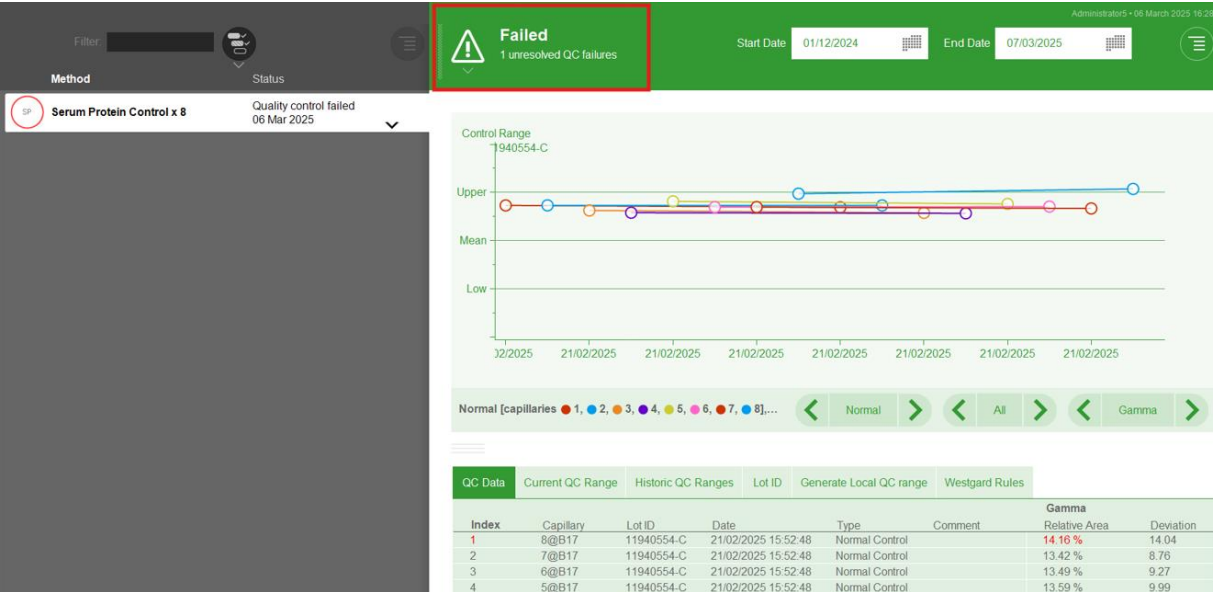 Administrator5 • 06 March 2025 16:28
Filter:
Method Status
SP Serum Protein Control x 8 Quality control failed
06 Mar 2025
Failed
1 unresolved QC failures
Start Date 01/12/2024 End Date 07/03/2025
Control Range
11940554-C
Upper
Mean
Low
02/2025 21/02/2025 21/02/2025 21/02/2025 21/02/2025 21/02/2025 21/02/2025 21/02/2025
Normal [capillaries 1, 2, 3, 4, 5, 6, 7, 8],... Normal All Gamma
QC Data Current QC Range Historic QC Ranges Lot ID Generate Local QC range Westgard Rules
Gamma
Index Capillary Lot ID Date Type Comment Relative Area Deviation
1 8@B17 11940554-C 21/02/2025 15:52:48 Normal Control 14.16 % 14.04
2 7@B17 11940554-C 21/02/2025 15:52:48 Normal Control 13.42 % 8.76
3 6@B17 11940554-C 21/02/2025 15:52:48 Normal Control 13.49 % 9.27
4 5@B17 11940554-C 21/02/2025 15:52:48 Normal Control 13.59 % 9.99